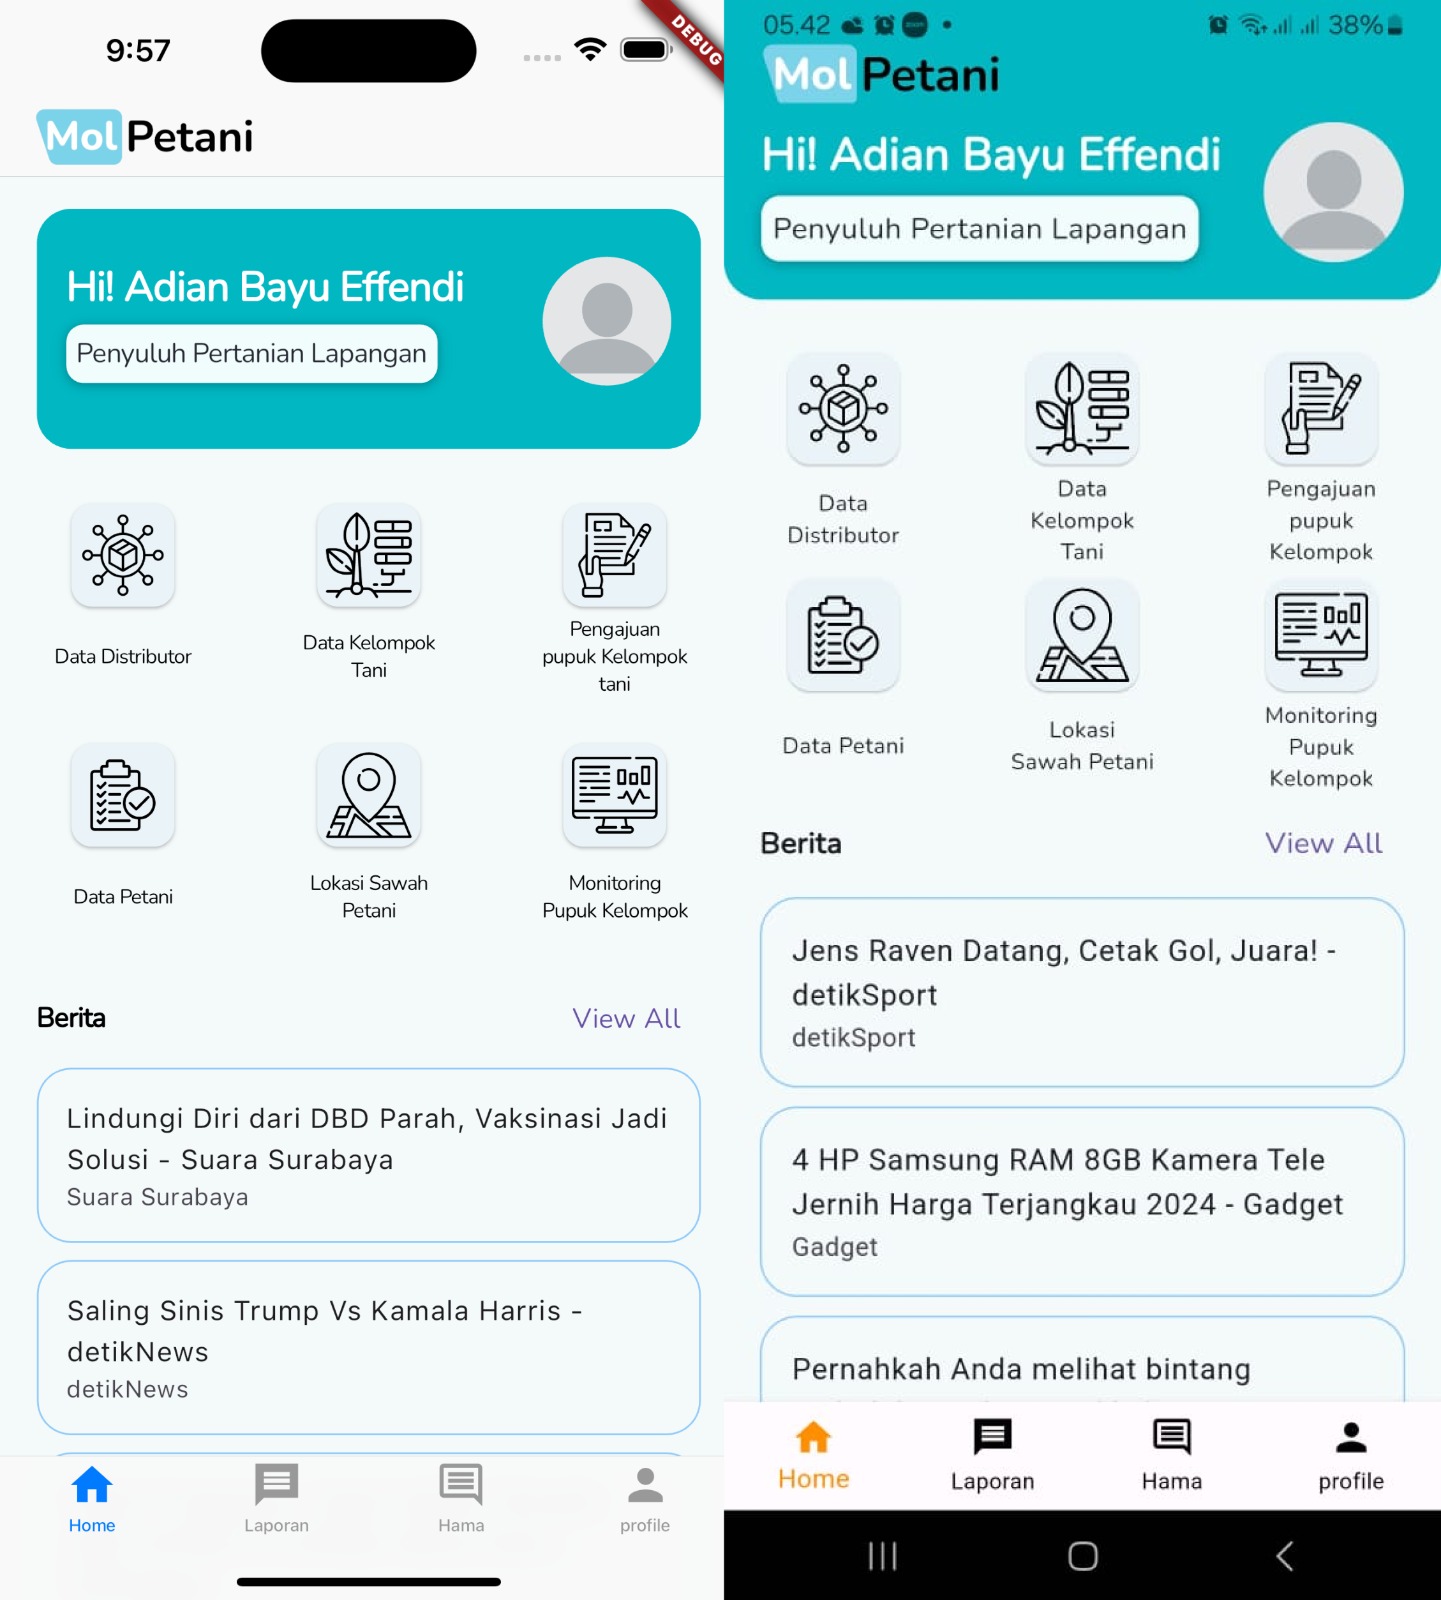 9:57
DEBUG
Mol Petani
Hi! Adian Bayu Effendi
Penyuluh Pertanian Lapangan
Data Distributor
Data Kelompok
Tani
Pengajuan
pupuk Kelompok
tani
Data Petani
Lokasi Sawah
Petani
Monitoring
Pupuk Kelompok
Berita
View All
Lindungi Diri dari DBD Parah, Vaksinasi Jadi
Solusi - Suara Surabaya
Suara Surabaya
Saling Sinis Trump Vs Kamala Harris -
detikNews
detikNews
Home
Laporan
Hama
profile
05.42
38%
Mol Petani
Hi! Adian Bayu Effendi
Penyuluh Pertanian Lapangan
Data
Distributor
Data
Kelompok
Tani
Pengajuan
pupuk
Kelompok
Data Petani
Lokasi
Sawah Petani
Monitoring
Pupuk
Kelompok
Berita
View All
Jens Raven Datang, Cetak Gol, Juara! -
detikSport
detikSport
4 HP Samsung RAM 8GB Kamera Tele
Jernih Harga Terjangkau 2024 - Gadget
Gadget
Pernahkah Anda melihat bintang
Home
Laporan
Hama
profile